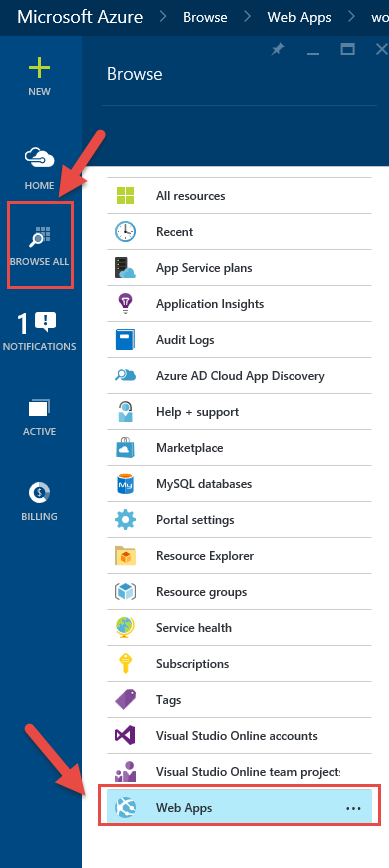 Microsoft Azure > Browse > Web Apps > wo
Browse
NEW
HOME
BROWSE ALL
1
NOTIFICATIONS
ACTIVE
BILLING
All resources
Recent
App Service plans
Application Insights
Audit Logs
Azure AD Cloud App Discovery
Help + support
Marketplace
My
MySQL databases
Portal settings
Resource Explorer
Resource groups
Service health
Subscriptions
Tags
Visual Studio Online accounts
Visual Studio Online team projects
Web Apps ...